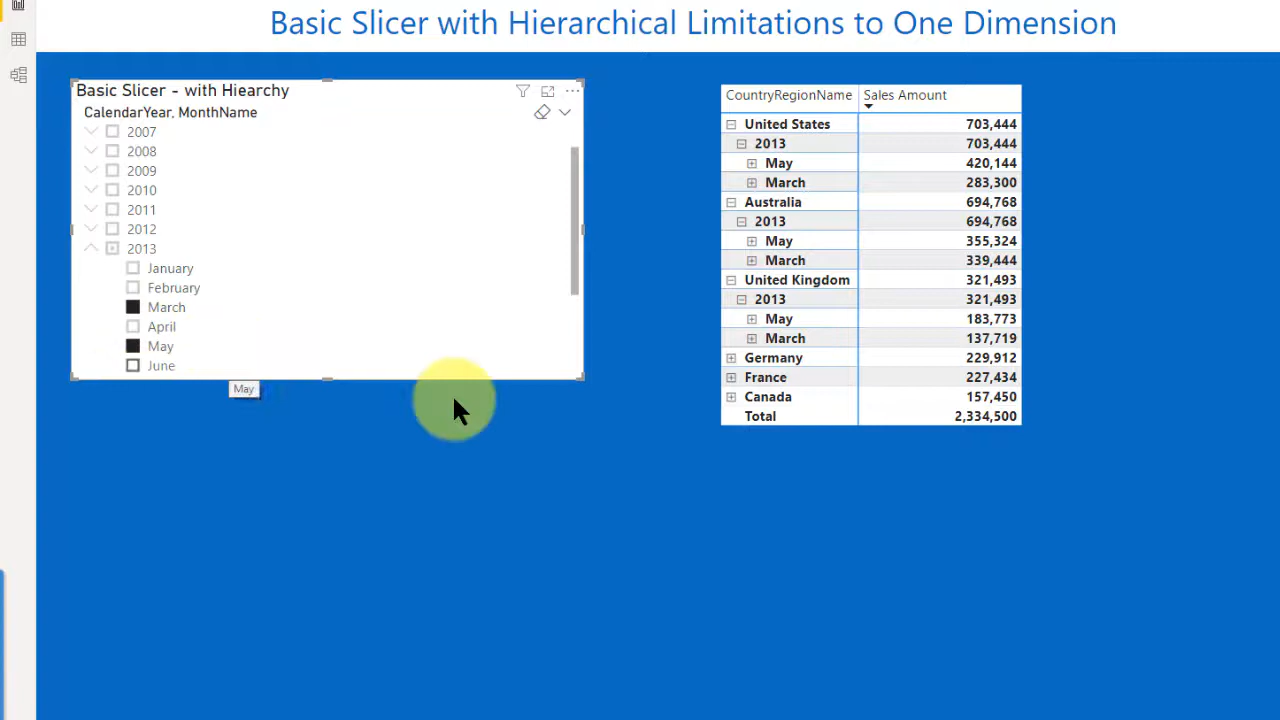 Basic Slicer with Hierarchical Limitations to One Dimension
Basic Slicer - with Hiearchy
CalendarYear, MonthName
2007
2008
2009
2010
2011
2012
2013
January
February
March
April
May
June
May
CountryRegionName Sales Amount
United States 703,444
2013 703,444
May 420,144
March 283,300
Australia 694,768
2013 694,768
May 355,324
March 339,444
United Kingdom 321,493
2013 321,493
May 183,773
March 137,719
Germany 229,912
France 227,434
Canada 157,450
Total 2,334,500